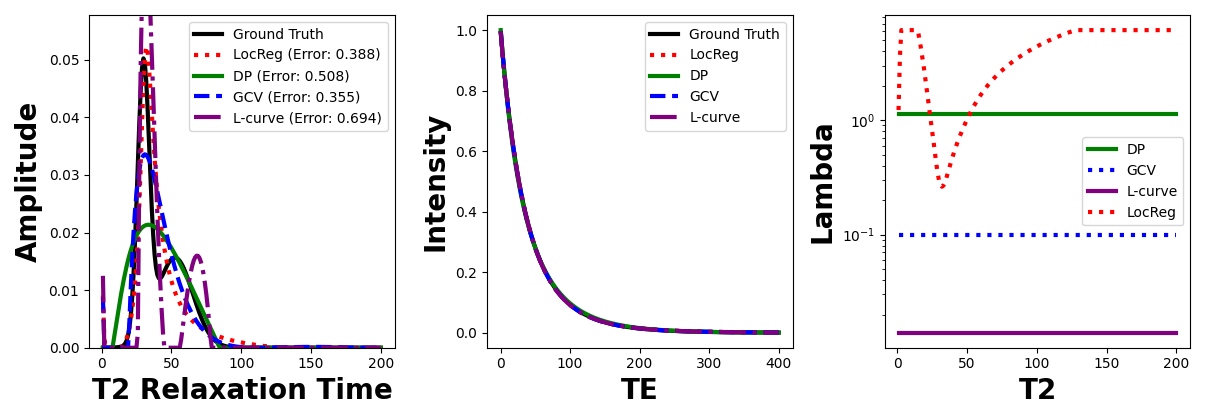 Amplitude
0.05
0.04
0.03
0.02
0.01
0.00
0
50
100
150
200
T2 Relaxation Time
Ground Truth
LocReg (Error: 0.388)
DP (Error: 0.508)
GCV (Error: 0.355)
L-curve (Error: 0.694)
Intensity
1.0
0.8
0.6
0.4
0.2
0.0
0
100
200
300
400
TE
Ground Truth
LocReg
DP
GCV
L-curve
Lambda
10⁰
10⁻¹
0
50
100
150
200
T2
DP
GCV
L-curve
LocReg